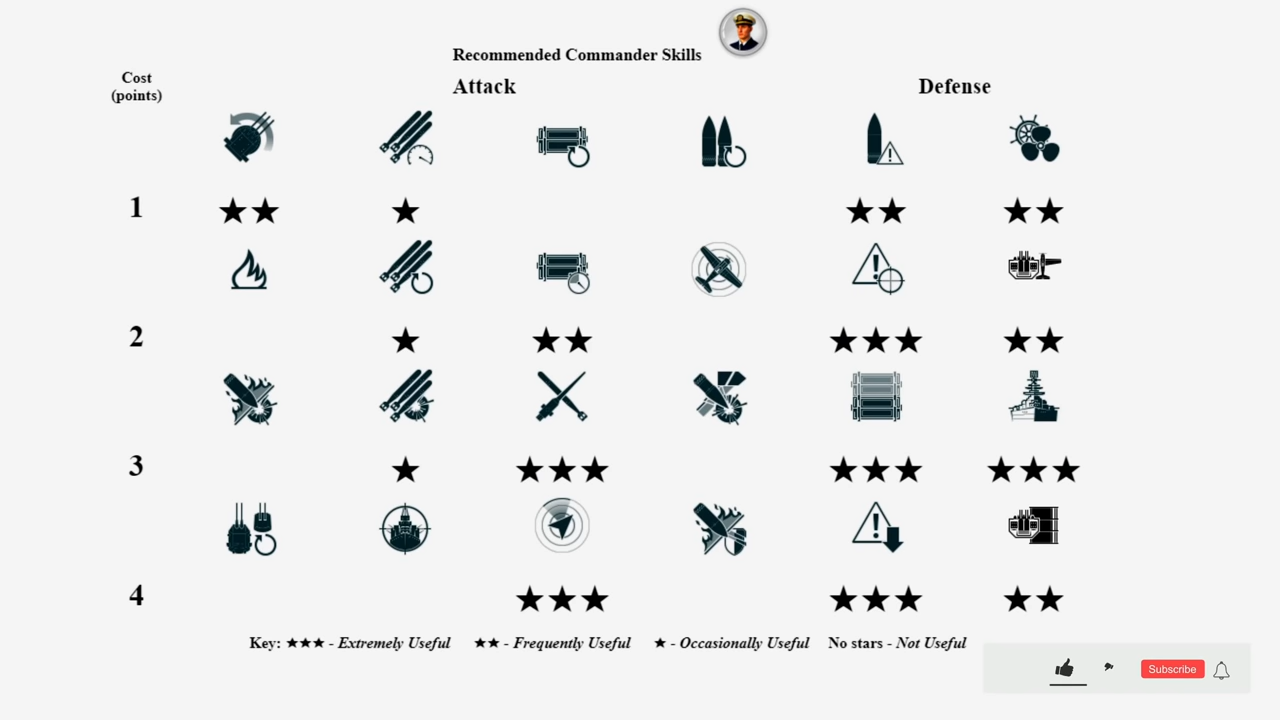 Recommended Commander Skills
Cost
(points)
Attack
Defense
1
★★ ★ ★★ ★★
2
★ ★★ ★★★ ★★
3
★ ★★★ ★★★ ★★★
4
★★★ ★★★ ★★
Key: ★★★ - Extremely Useful ★★ - Frequently Useful ★ - Occasionally Useful No stars - Not Useful
Subscribe